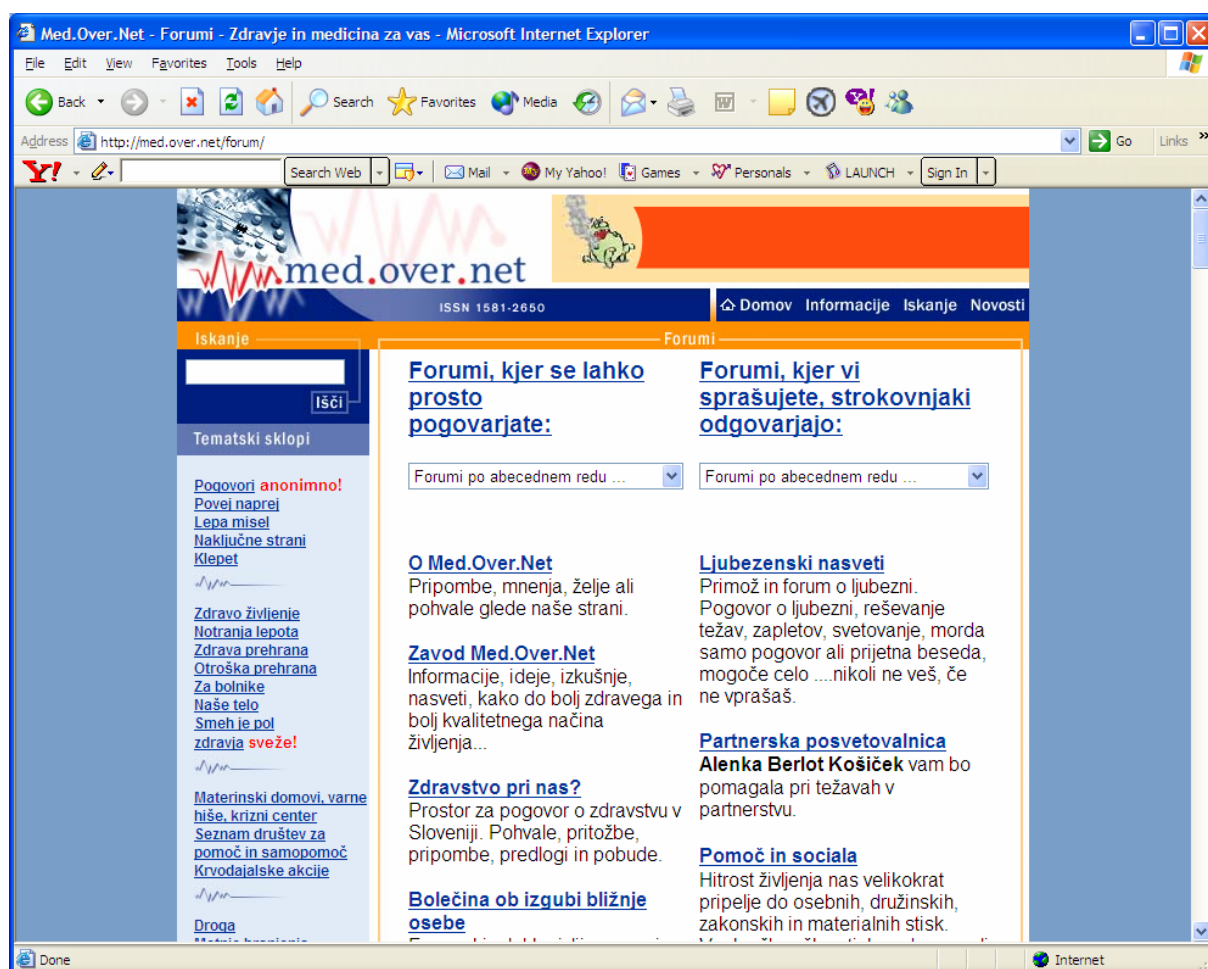 Med.Over.Net - Forumi - Zdravje in medicina za vas - Microsoft Internet Explorer
File Edit View Favorites Tools Help
Back Search Favorites Media
Address http://med.over.net/forum/ Go Links »
Y! Search Web Mail My Yahoo! Games Personals LAUNCH Sign In
med.over.net
ISSN 1581-2650
Domov Informacije Iskanje Novosti
Iskanje
Išči
Tematski sklopi
Pogovori anonimno!
Povej naprej
Lepa misel
Naključne strani
Klepet
Zdravo življenje
Notranja lepota
Zdrava prehrana
Otroška prehrana
Za bolnike
Naše telo
Smeh je pol
zdravja sveže!
Materinski domovi, varne
hiše, krizni center
Seznam društev za
pomoč in samopomoč
Krvodajalske akcije
Droga
Forumi
Forumi, kjer se lahko
prosto
pogovarjate:
Forumi po abecednem redu ...
O Med.Over.Net
Pripombe, mnenja, želje ali
pohvale glede naše strani.
Zavod Med.Over.Net
Informacije, ideje, izkušnje,
nasveti, kako do bolj zdravega in
bolj kvalitetnega načina
življenja...
Zdravstvo pri nas?
Prostor za pogovor o zdravstvu v
Sloveniji. Pohvale, pritožbe,
pripombe, predlogi in pobude.
Bolečina ob izgubi bližnje
osebe
Forumi, kjer vi
sprašujete, strokovnjaki
odgovarjajo:
Forumi po abecednem redu ...
Ljubezenski nasveti
Primož in forum o ljubezni.
Pogovor o ljubezni, reševanje
težav, zapletov, svetovanje, morda
samo pogovor ali prijetna beseda,
mogoče celo ....nikoli ne veš, če
ne vprašaš.
Partnerska posvetovalnica
Alenka Berlot Košiček vam bo
pomagala pri težavah v
partnerstvu.
Pomoč in sociala
Hitrost življenja nas velikokrat
pripelje do osebnih, družinskih,
zakonskih in materialnih stisk.
Done Internet